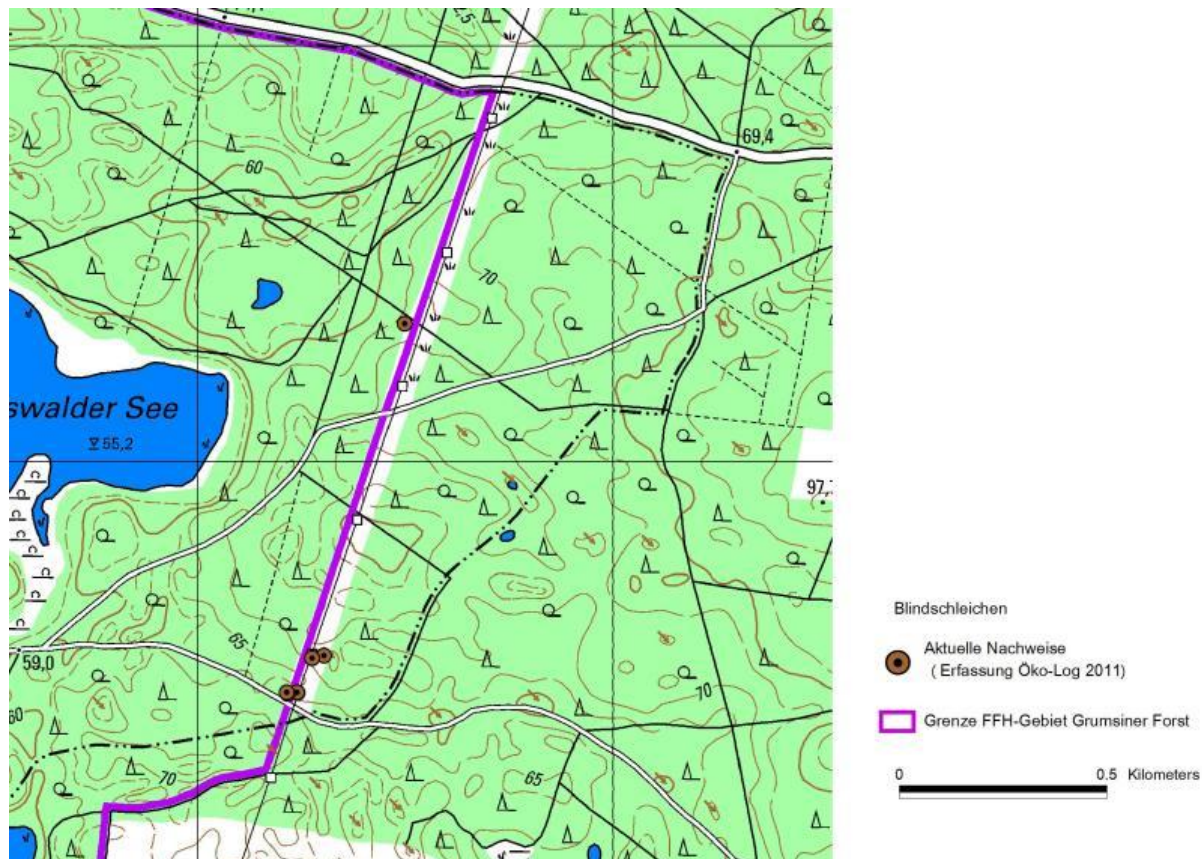 60
69,4
70
swalder See
55,2
97,
65
59,0
60
70
70
65
Blindschleichen
Aktuelle Nachweise
( Erfassung Öko-Log 2011)
Grenze FFH-Gebiet Grumsiner Forst
0 0.5 Kilometers